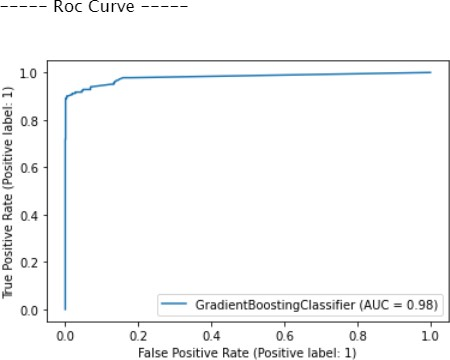 ----- Roc Curve -----
1.0
0.8
0.6
0.4
0.2
0.0
True Positive Rate (Positive label: 1)
GradientBoostingClassifier (AUC = 0.98)
0.0 0.2 0.4 0.6 0.8 1.0
False Positive Rate (Positive label: 1)